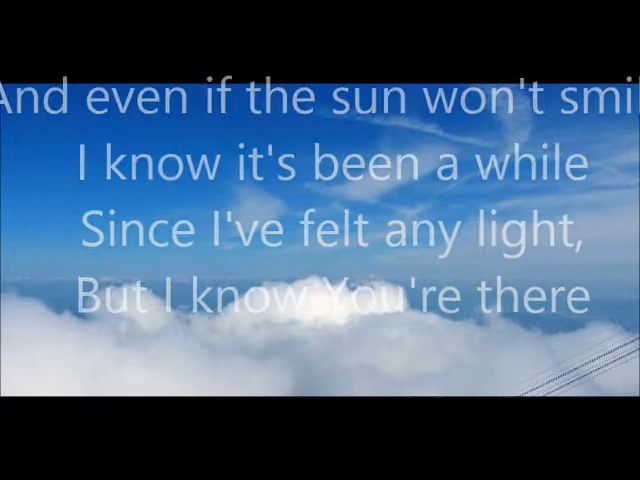 And even if the sun won't smil
I know it's been a while
Since I've felt any light,
But I know You're there